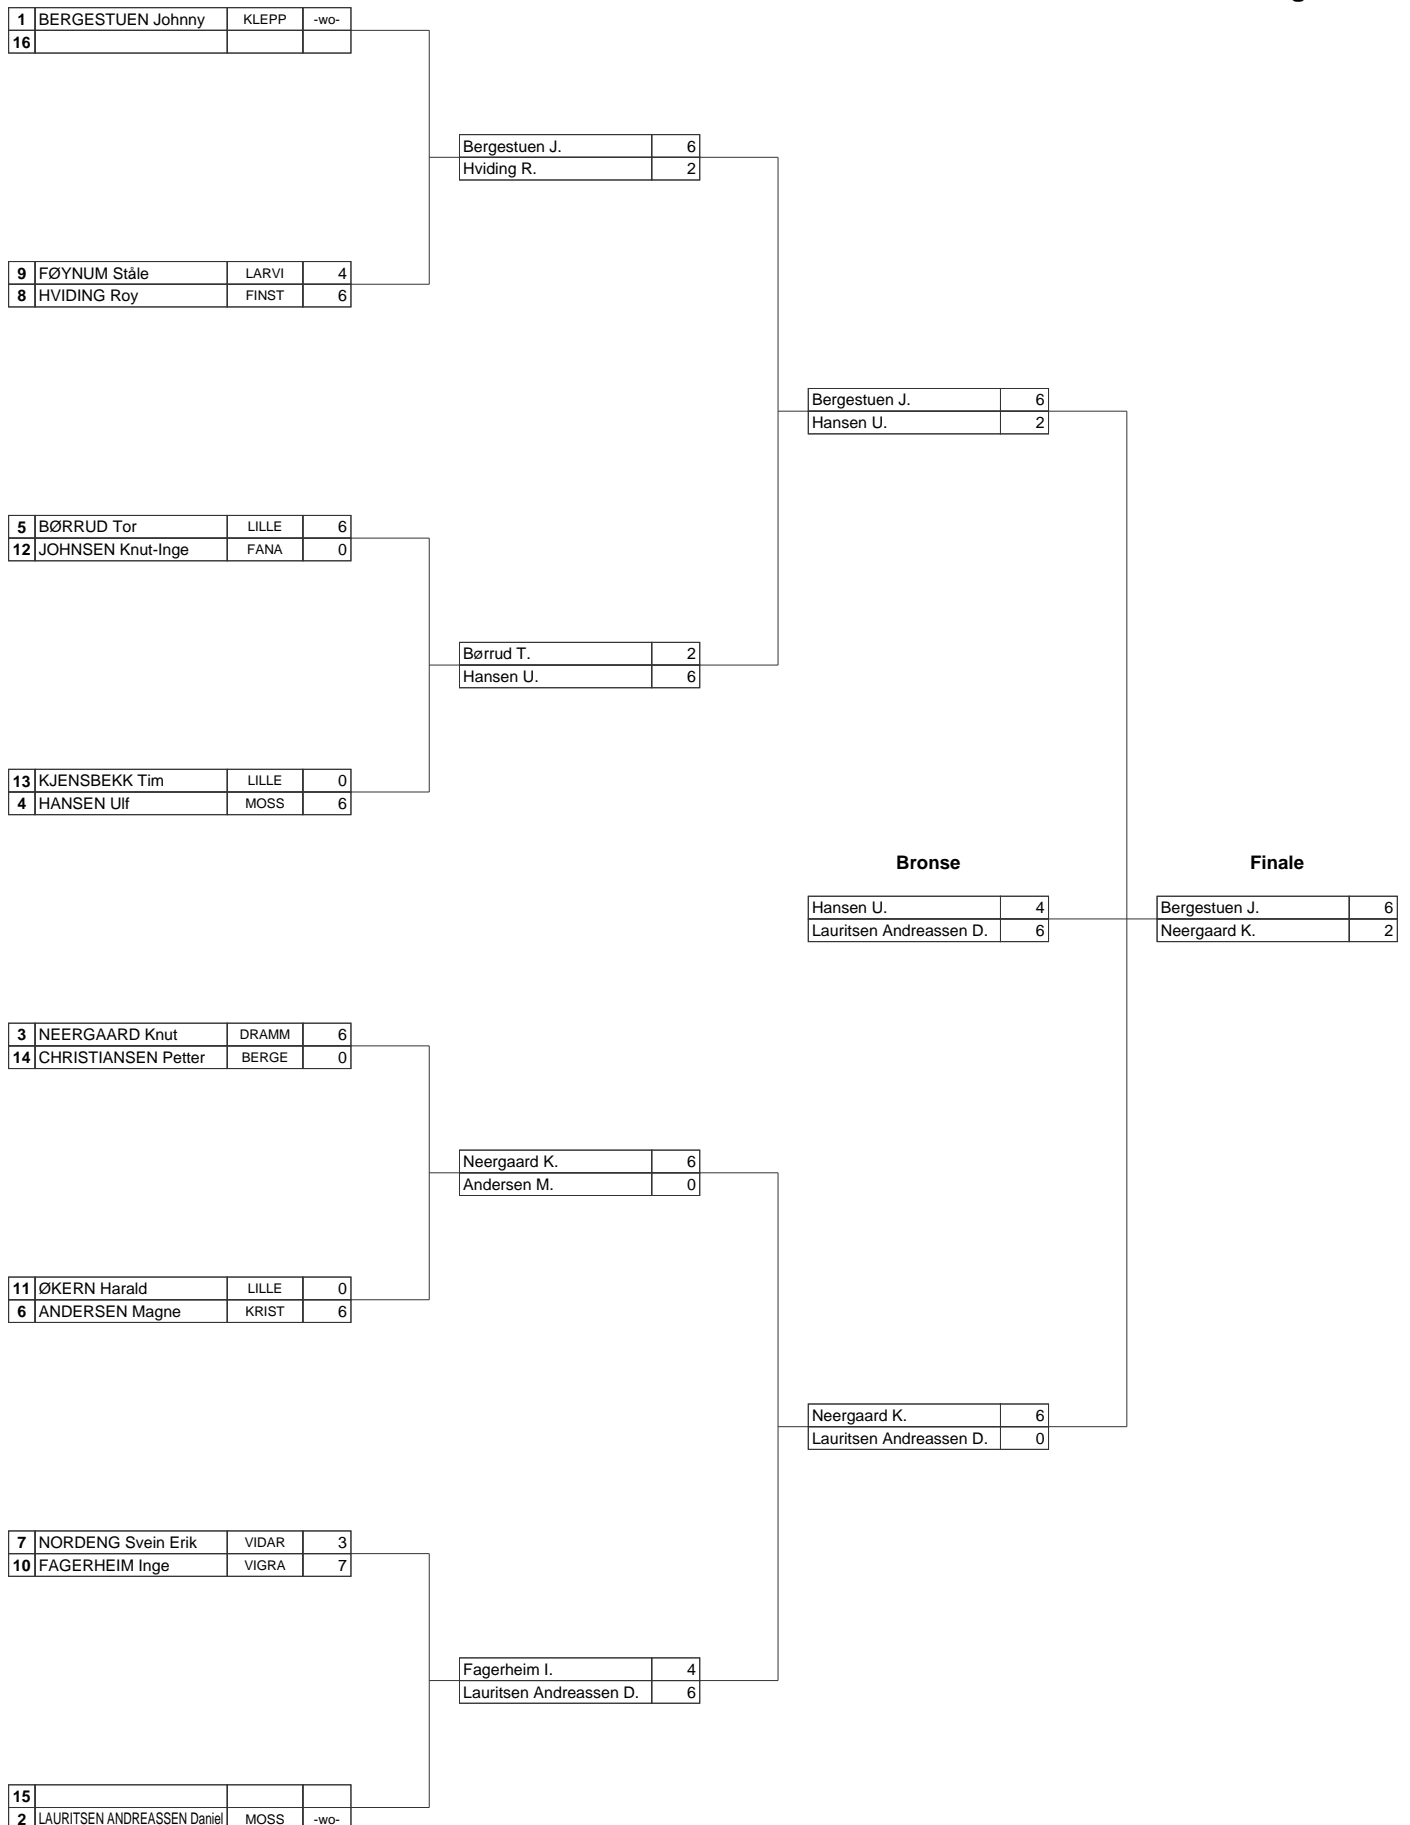 g
1 BERGESTUEN Johnny KLEPP -wo-
16
Bergestuen J. 6
Hviding R. 2
9 FØYNUM Ståle LARVI 4
8 HVIDING Roy FINST 6
Bergestuen J. 6
Hansen U. 2
5 BØRRUD Tor LILLE 6
12 JOHNSEN Knut-Inge FANA 0
Børrud T. 2
Hansen U. 6
13 KJENSBEKK Tim LILLE 0
4 HANSEN Ulf MOSS 6
Bronse Finale
Hansen U. 4 Bergestuen J. 6
Lauritsen Andreassen D. 6 Neergaard K. 2
3 NEERGAARD Knut DRAMM 6
14 CHRISTIANSEN Petter BERGE 0
Neergaard K. 6
Andersen M. 0
11 ØKERN Harald LILLE 0
6 ANDERSEN Magne KRIST 6
Neergaard K. 6
Lauritsen Andreassen D. 0
7 NORDENG Svein Erik VIDAR 3
10 FAGERHEIM Inge VIGRA 7
Fagerheim I. 4
Lauritsen Andreassen D. 6
15
2 LAURITSEN ANDREASSEN Daniel MOSS -wo-